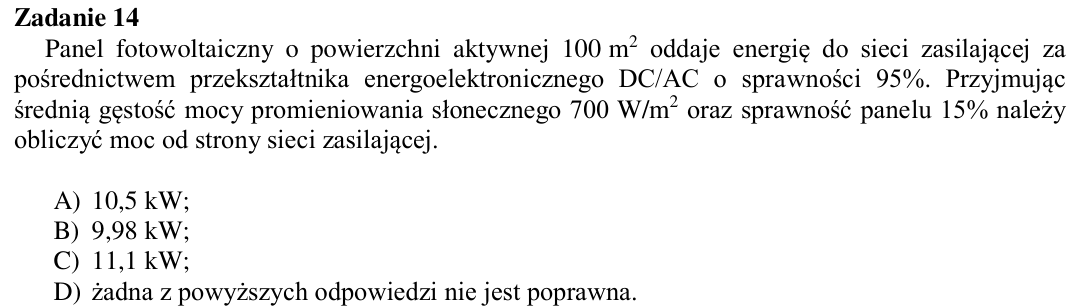 Zadanie 14
Panel fotowoltaiczny o powierzchni aktywnej 100 m² oddaje energię do sieci zasilającej za
pośrednictwem przekształtnika energoelektronicznego DC/AC o sprawności 95%. Przyjmując
średnią gęstość mocy promieniowania słonecznego 700 W/m² oraz sprawność panelu 15% należy
obliczyć moc od strony sieci zasilającej.
A) 10,5 kW;
B) 9,98 kW;
C) 11,1 kW;
D) żadna z powyższych odpowiedzi nie jest poprawna.